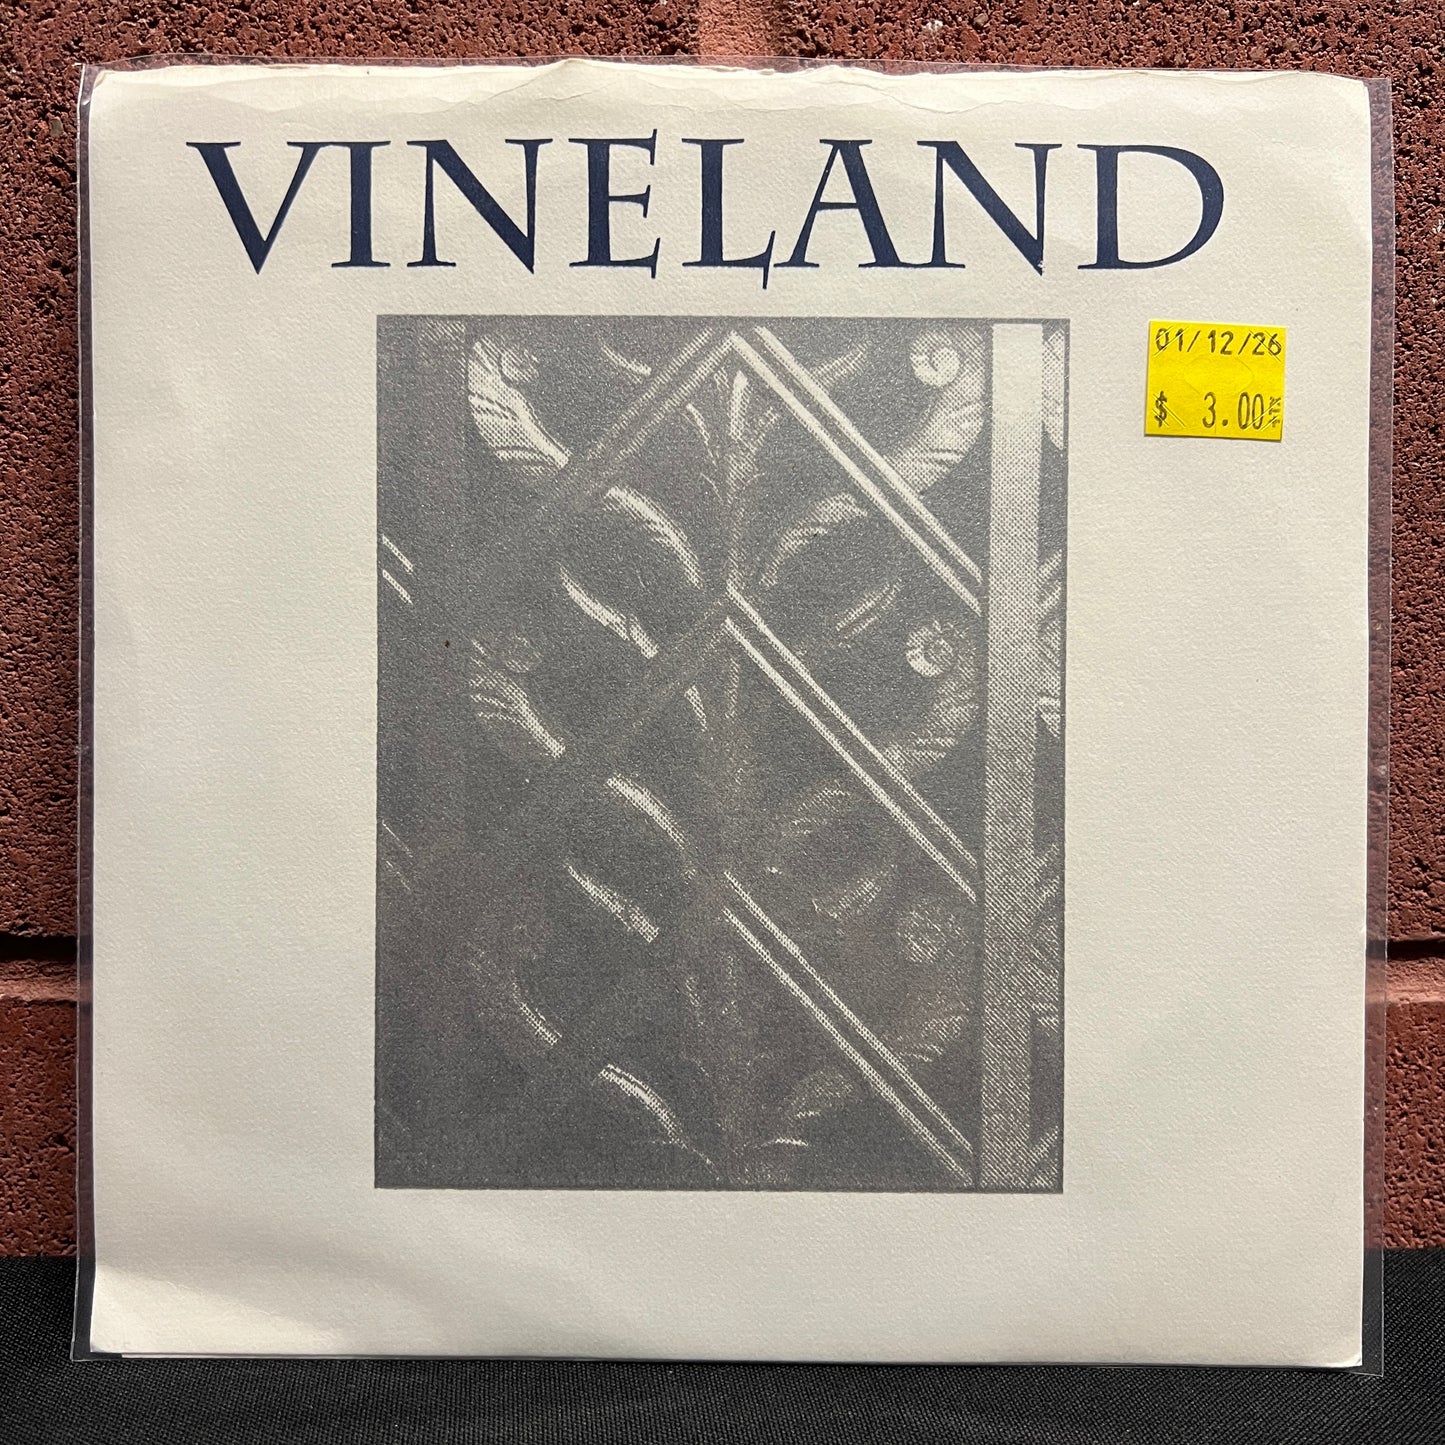 VINELAND
01/12/26
$ 3.00